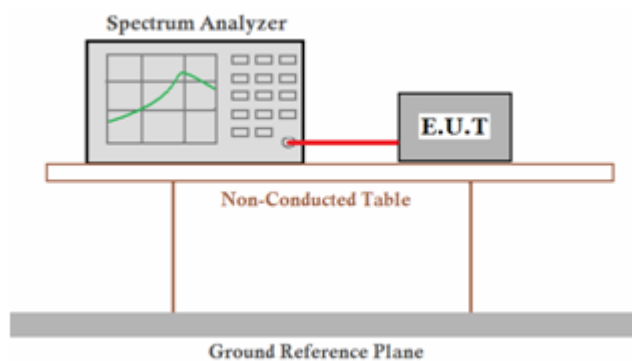 Spectrum Analyzer
E.U.T
Non-Conducted Table
Ground Reference Plane